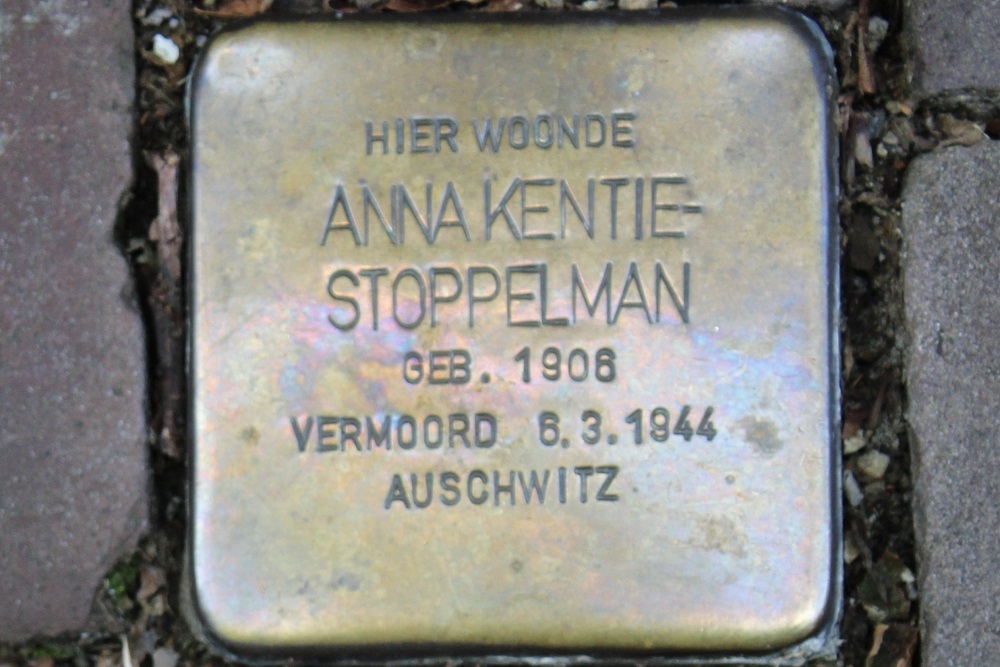 HIER WOONDE
ANNA KENTIE-
STOPPELMAN
GEB. 1906
VERMOORD 6.3.1944
AUSCHWITZ